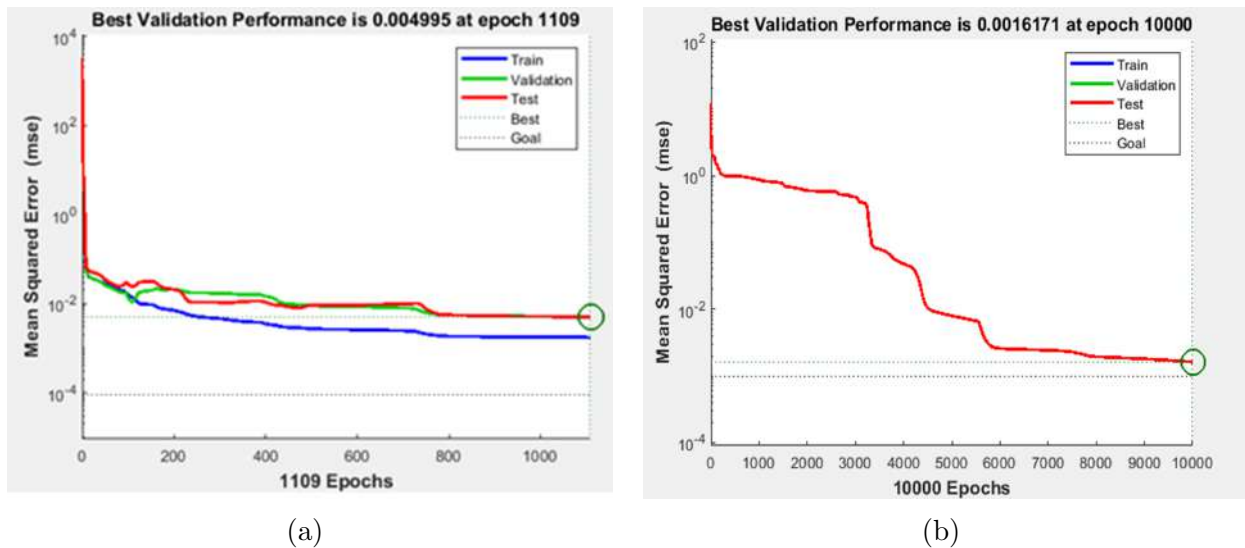 Best Validation Performance is 0.004995 at epoch 1109
Mean Squared Error (mse)
10^4
10^2
10^0
10^-2
10^-4
Train
Validation
Test
Best
Goal
0 200 400 600 800 1000
1109 Epochs
(a)
Best Validation Performance is 0.0016171 at epoch 10000
Mean Squared Error (mse)
10^2
10^0
10^-2
10^-4
Train
Validation
Test
Best
Goal
0 1000 2000 3000 4000 5000 6000 7000 8000 9000 10000
10000 Epochs
(b)